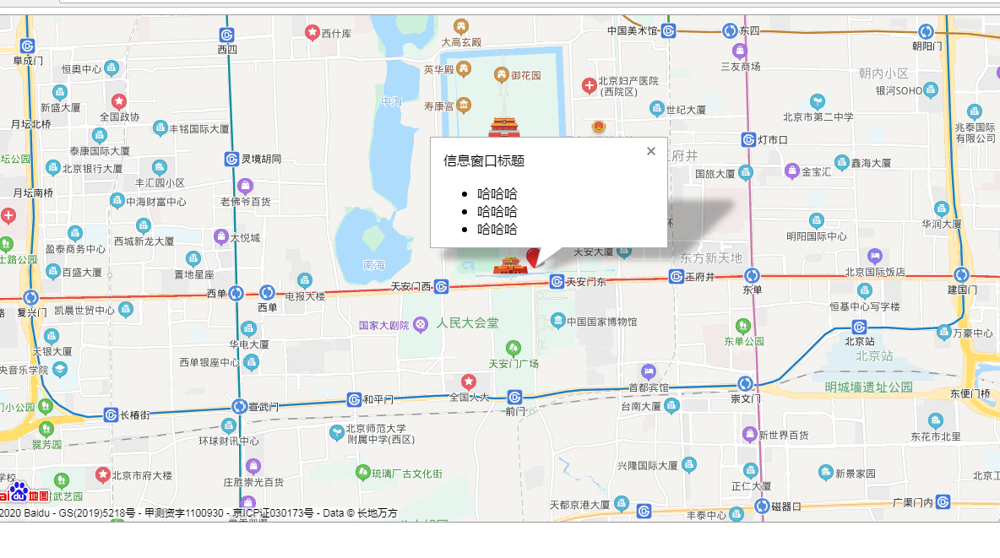 西什库
大高玄殿
中国美术馆
东四
朝阳门
西四
阜成门
恒奥中心
英华殿
御花园
三友商场
朝内小区
新盛大厦
全国政协
中海
寿康宫
北京妇产医院
(西院区)
世纪大厦
银河SOHO
北京市第二中学
月坛北桥
丰铭国际大厦
兆泰国际
有限公司
泰康国际大厦
灯市口
坛公园
北京银行大厦
灵境胡同
信息窗口标题
王府井
鑫海大厦
丰汇园小区
国旅大厦
金宝汇
月坛南桥
中海财富中心
老佛爷百货
哈哈哈
哈哈哈
哈哈哈
华润大厦
西城新龙大厦
大悦城
明阳国际中心
盈泰商务中心
士路公园
天安大厦
东方新天地
南海
百盛大厦
置地星座
北京国际饭店
天安门西
天安门东
王府井
东单
建国门
西单
西单
电报大楼
复兴门
凯晨世贸中心
恒基中心写字楼
国家大剧院
人民大会堂
中国国家博物馆
万豪中心
天银大厦
华电大厦
东单公园
北京站
北京站
西单银座中心
天安门广场
央音乐学院
全国人大
首都宾馆
明城墙遗址公园
东便门桥
和平门
前门
崇文门
门小公园
长椿街
宣武门
台南大厦
北京师范大学
附属中学(西区)
环球财讯中心
新世界百货
东花市北里
器芳园
兴隆国际大厦
北京市府大楼
琉璃厂古文化街
新景家园
北京工
学校
庄胜崇光百货
正仁大厦
Bai du 地图
武艺园
天都京港大厦
磁器口
广渠门内
丰泰中心
2020 Baidu - GS(2019)5218号 - 甲测资字1100930 - 京ICP证030173号 - Data © 长地万方